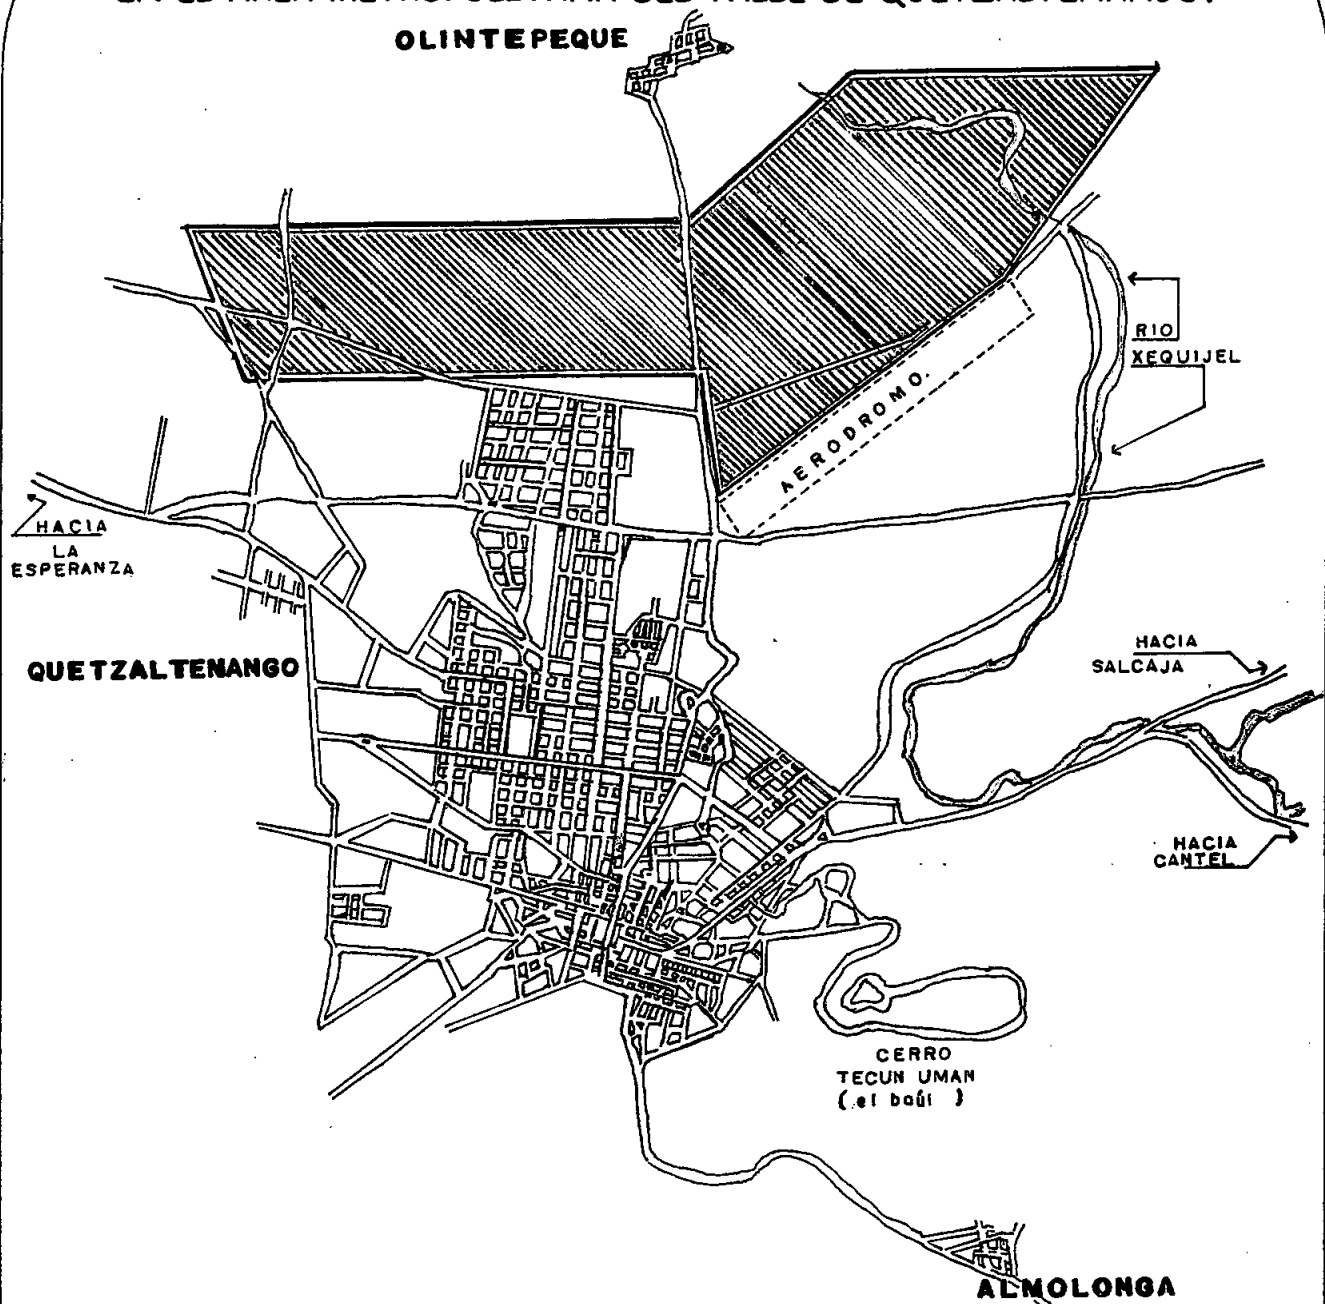 OLINTEPEQUE
RIO
XEQUIJEL
AERODROMO.
HACIA
LA
ESPERANZA
QUETZALTENANGO
HACIA
SALCAJA
HACIA
CANTEL
CERRO
TECUN UMAN
(.el baúl )
ALMOLONGA